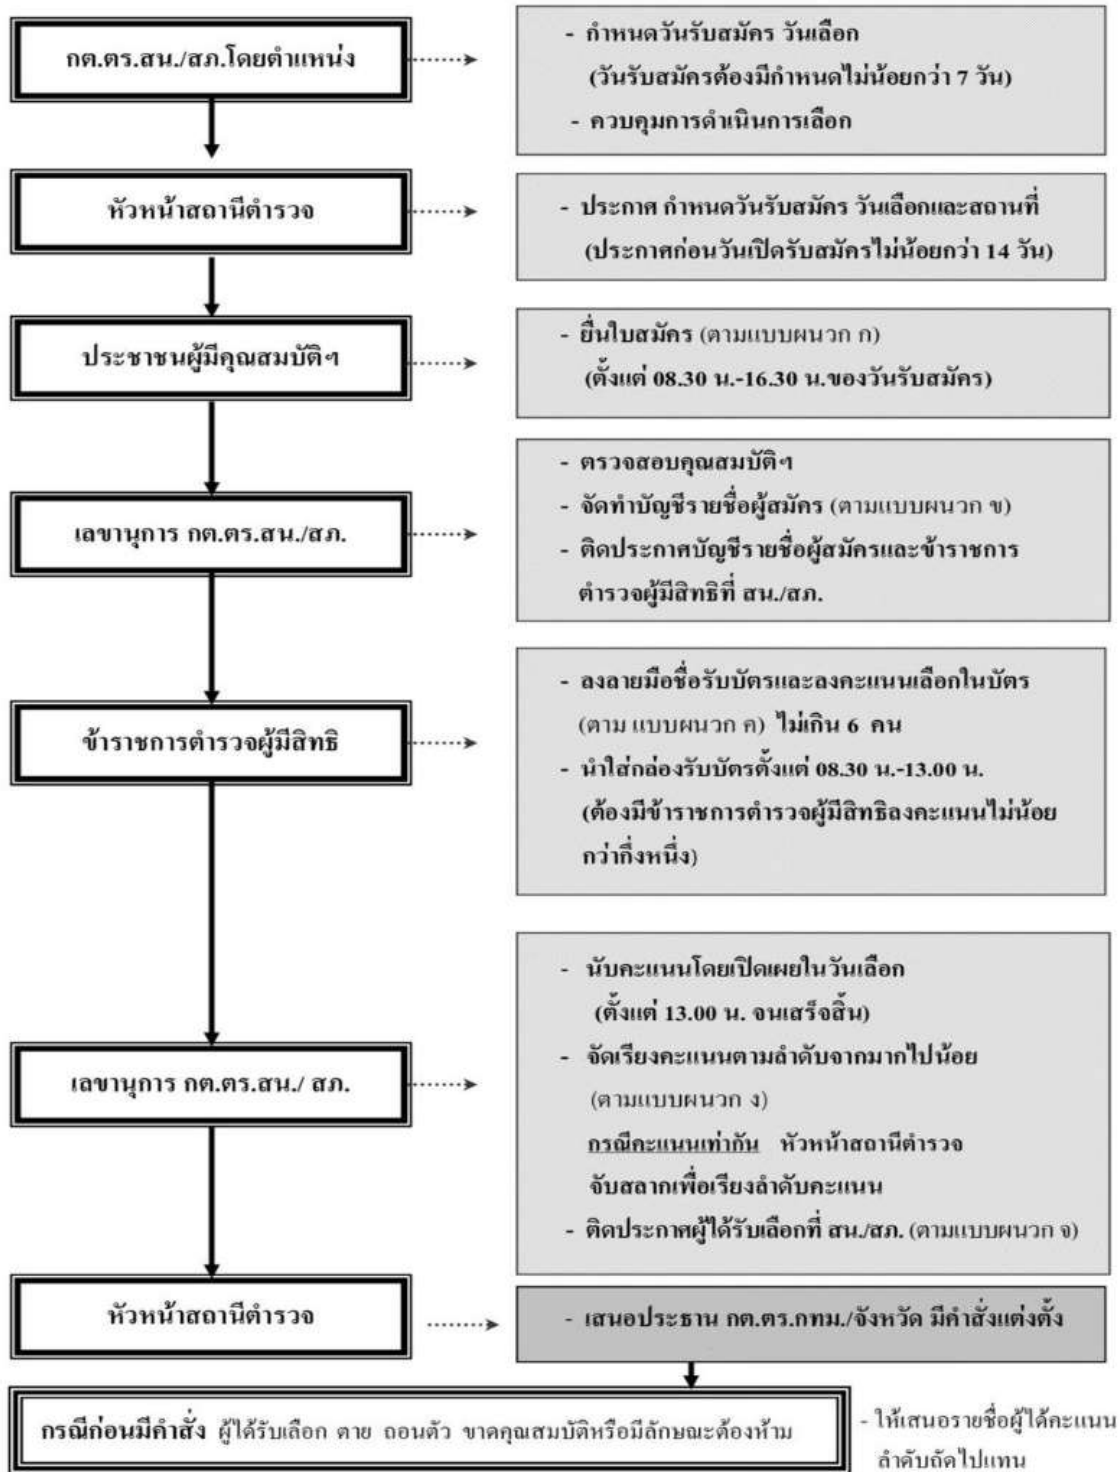 กต.ตร.สน./สภ.โดยตำแหน่ง
- กำหนดวันรับสมัคร วันเลือก
(วันรับสมัครต้องมีกำหนดไม่น้อยกว่า 7 วัน)
- ควบคุมการดำเนินการเลือก
หัวหน้าสถานีตำรวจ
- ประกาศ กำหนดวันรับสมัคร วันเลือกและสถานที่
(ประกาศก่อนวันเปิดรับสมัครไม่น้อยกว่า 14 วัน)
ประชาชนผู้มีคุณสมบัติฯ
- ยื่นใบสมัคร (ตามแบบผนวก ก)
(ตั้งแต่ 08.30 น.-16.30 น.ของวันรับสมัคร)
เลขานุการ กต.ตร.สน./สภ.
- ตรวจสอบคุณสมบัติฯ
- จัดทำบัญชีรายชื่อผู้สมัคร (ตามแบบผนวก ข)
- ติดประกาศบัญชีรายชื่อผู้สมัครและข้าราชการ
ตำรวจผู้มีสิทธิที่ สน./สภ.
ข้าราชการตำรวจผู้มีสิทธิ
- ลงลายมือชื่อรับบัตรและลงคะแนนเลือกในบัตร
(ตาม แบบผนวก ค) ไม่เกิน 6 คน
- นำใส่กล่องรับบัตรตั้งแต่ 08.30 น.-13.00 น.
(ต้องมีข้าราชการตำรวจผู้มีสิทธิลงคะแนนไม่น้อย
กว่ากึ่งหนึ่ง)
เลขานุการ กต.ตร.สน./ สภ.
- นับคะแนนโดยเปิดเผยในวันเลือก
(ตั้งแต่ 13.00 น. จนเสร็จสิ้น)
- จัดเรียงคะแนนตามลำดับจากมากไปน้อย
(ตามแบบผนวก ง)
กรณีคะแนนเท่ากัน หัวหน้าสถานีตำรวจ
จับสลากเพื่อเรียงลำดับคะแนน
- ติดประกาศผู้ได้รับเลือกที่ สน./สภ. (ตามแบบผนวก จ)
หัวหน้าสถานีตำรวจ
- เสนอประธาน กต.ตร.กทม./จังหวัด มีคำสั่งแต่งตั้ง
กรณีก่อนมีคำสั่ง ผู้ได้รับเลือก ตาย ถอนตัว ขาดคุณสมบัติหรือมีลักษณะต้องห้าม
- ให้เสนอรายชื่อผู้ได้คะแนน
ลำดับถัดไปแทน